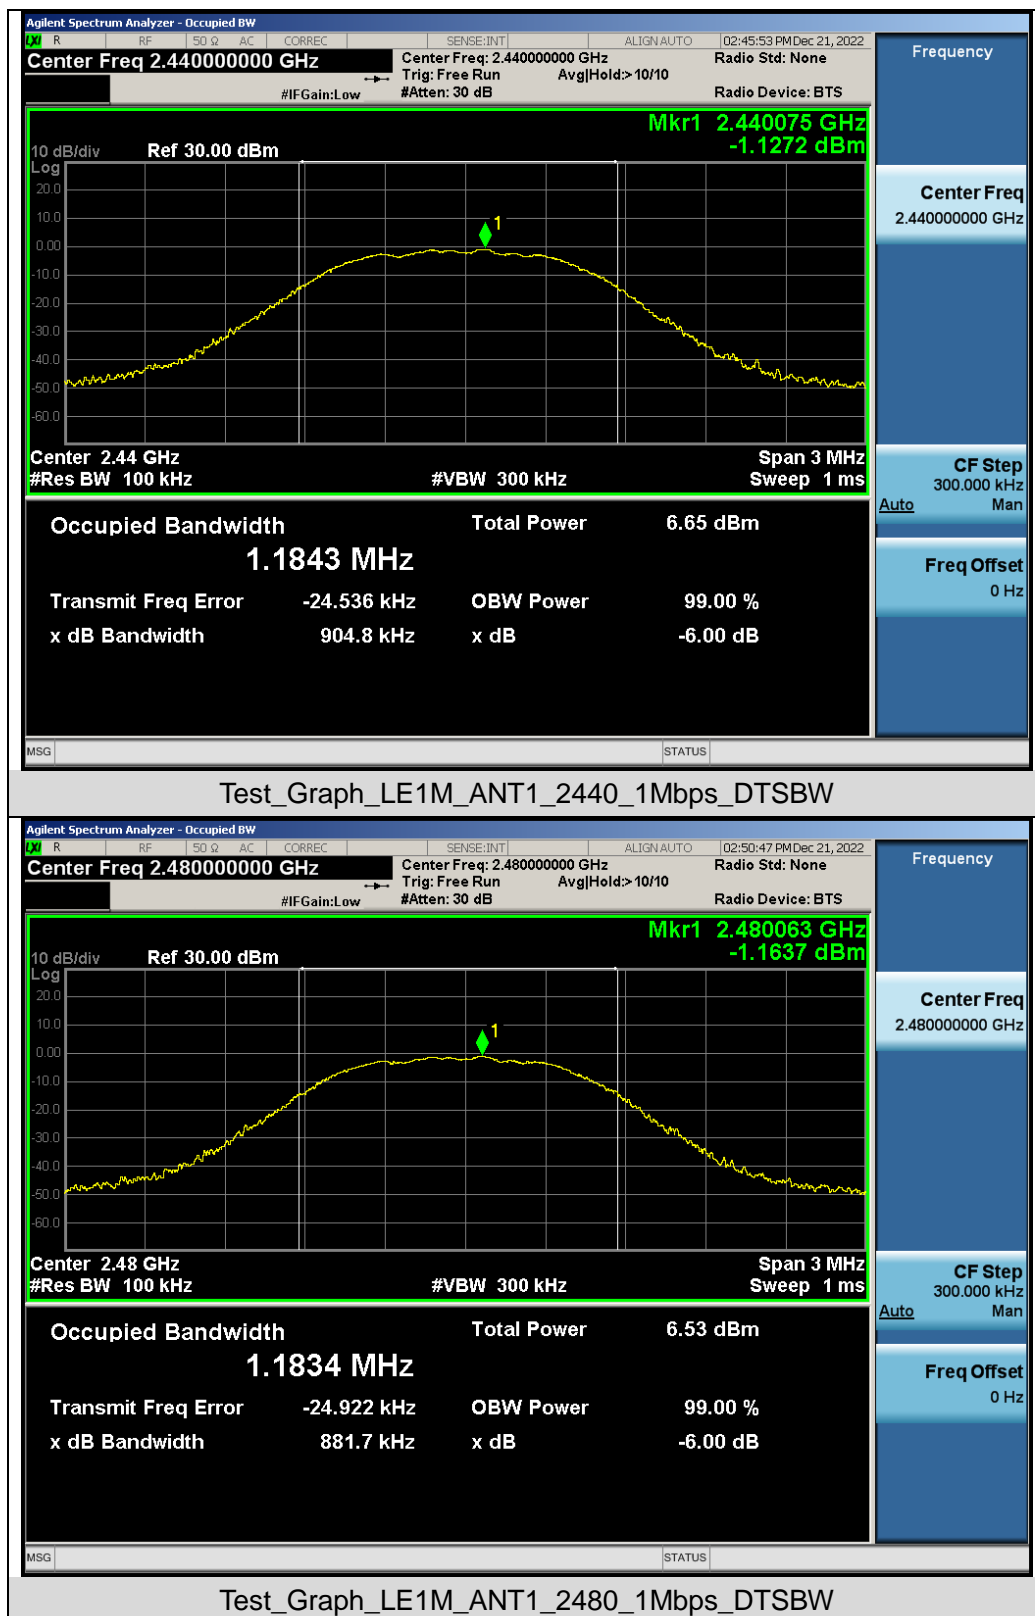 Agilent Spectrum Analyzer - Occupied BW
LXI R RF 50 Ω AC CORREC SENSE:INT ALIGN AUTO 02:45:53 PM Dec 21, 2022
Center Freq 2.440000000 GHz
Center Freq: 2.440000000 GHz
Radio Std: None
Trig: Free Run Avg|Hold:>10/10
#IFGain:Low
#Atten: 30 dB
Radio Device: BTS
Frequency
Mkr1 2.440075 GHz
-1.1272 dBm
10 dB/div Ref 30.00 dBm
Log
20.0
10.0
0.00
-10.0
-20.0
-30.0
-40.0
-50.0
-60.0
1
Center Freq
2.440000000 GHz
Center 2.44 GHz Span 3 MHz
#Res BW 100 kHz #VBW 300 kHz Sweep 1 ms
CF Step
300.000 kHz
Auto Man
Occupied Bandwidth Total Power 6.65 dBm
1.1843 MHz
Freq Offset
0 Hz
Transmit Freq Error -24.536 kHz OBW Power 99.00 %
x dB Bandwidth 904.8 kHz x dB -6.00 dB
MSG STATUS
Test_Graph_LE1M_ANT1_2440_1Mbps_DTSBW
Agilent Spectrum Analyzer - Occupied BW
LXI R RF 50 Ω AC CORREC SENSE:INT ALIGN AUTO 02:50:47 PM Dec 21, 2022
Center Freq 2.480000000 GHz
Center Freq: 2.480000000 GHz
Radio Std: None
Trig: Free Run Avg|Hold:>10/10
#IFGain:Low
#Atten: 30 dB
Radio Device: BTS
Frequency
Mkr1 2.480063 GHz
-1.1637 dBm
10 dB/div Ref 30.00 dBm
Log
20.0
10.0
0.00
-10.0
-20.0
-30.0
-40.0
-50.0
-60.0
1
Center Freq
2.480000000 GHz
Center 2.48 GHz Span 3 MHz
#Res BW 100 kHz #VBW 300 kHz Sweep 1 ms
CF Step
300.000 kHz
Auto Man
Occupied Bandwidth Total Power 6.53 dBm
1.1834 MHz
Freq Offset
0 Hz
Transmit Freq Error -24.922 kHz OBW Power 99.00 %
x dB Bandwidth 881.7 kHz x dB -6.00 dB
MSG STATUS
Test_Graph_LE1M_ANT1_2480_1Mbps_DTSBW